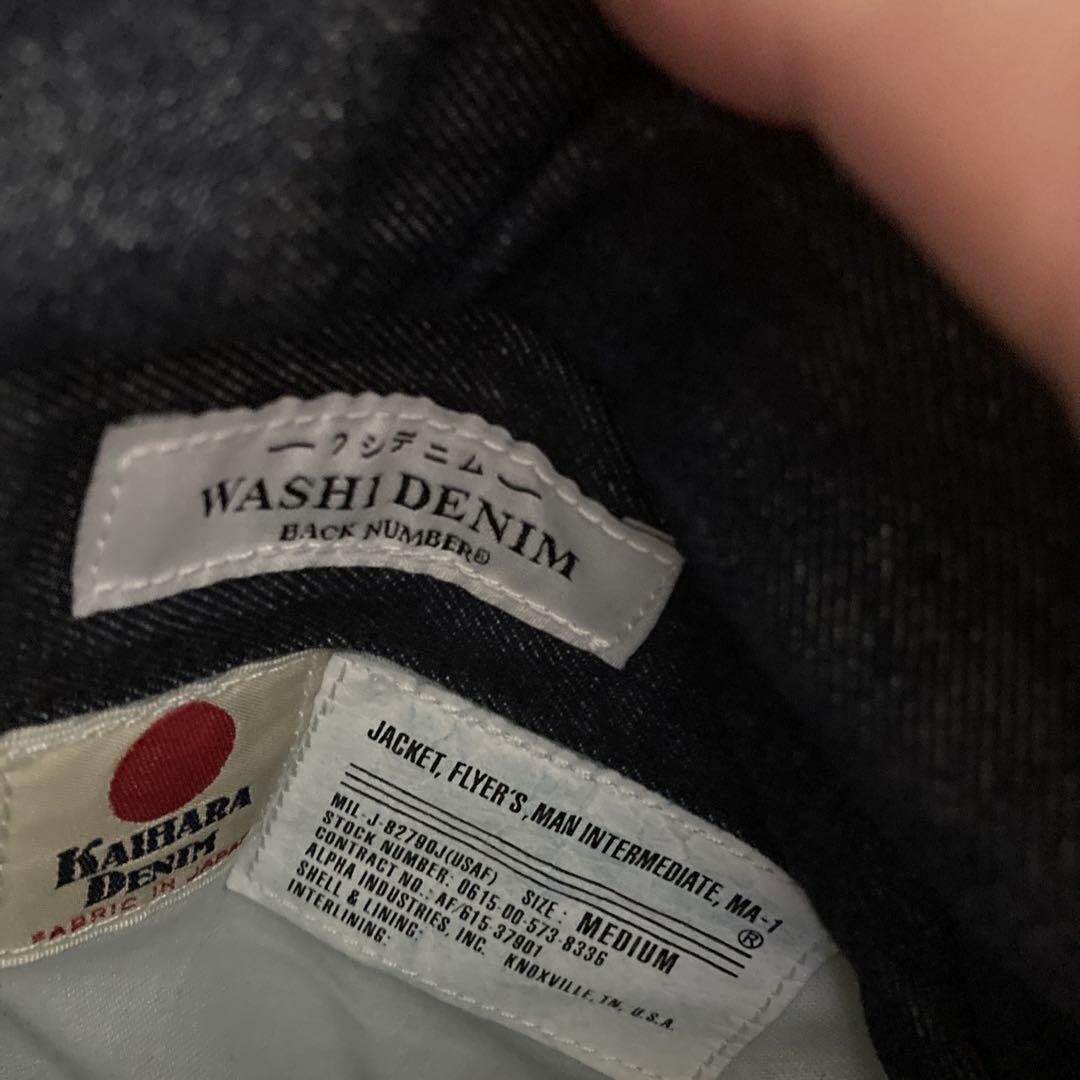 ワシデニム
WASHI DENIM
BACK NUMBER®
KAIHARA
DENIM
FABRIC IN JAPAN
JACKET, FLYER'S, MAN INTERMEDIATE, MA-1
®
MIL-J-82790J(USAF) SIZE: MEDIUM
STOCK NUMBER: 0615-00-573-8336
CONTRACT NO.: AF/615-37901
ALPHA INDUSTRIES, INC. KNOXVILLE, TN, U.S.A.
SHELL & LINING:
INTERLINING: